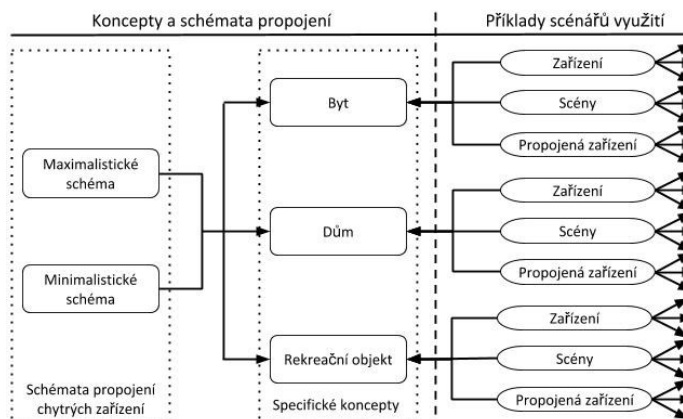 Koncepty a schémata propojení
Příklady scénářů využití
Maximalistické
schéma
Minimalistické
schéma
Schémata propojení
chytrých zařízení
Byt
Dům
Rekreační objekt
Specifické koncepty
Zařízení
Scény
Propojená zařízení
Zařízení
Scény
Propojená zařízení
Zařízení
Scény
Propojená zařízení